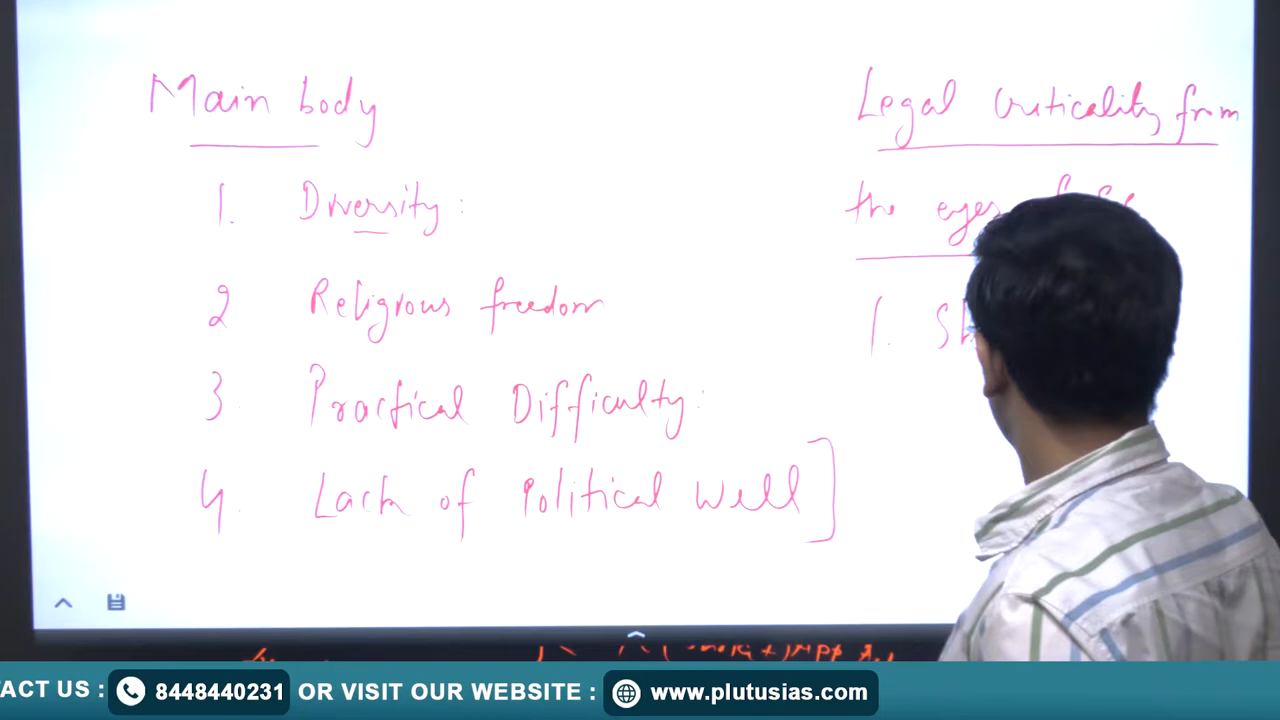 Main body
1. Diversity:
2 Religious freedom
3. Practical Difficulty:
4. Lack of Political Well
Legal Criticality from
the eyes
1.
ACT US : 8448440231 OR VISIT OUR WEBSITE : www.plutusias.com